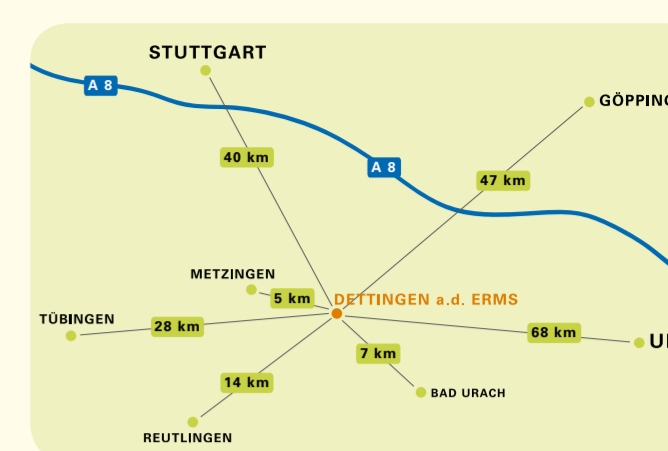 STUTTGART
A 8
GÖPPING
40 km
A 8
47 km
METZINGEN
5 km
DETTINGEN a.d. ERMS
TÜBINGEN
28 km
68 km
7 km
14 km
BAD URACH
REUTLINGEN